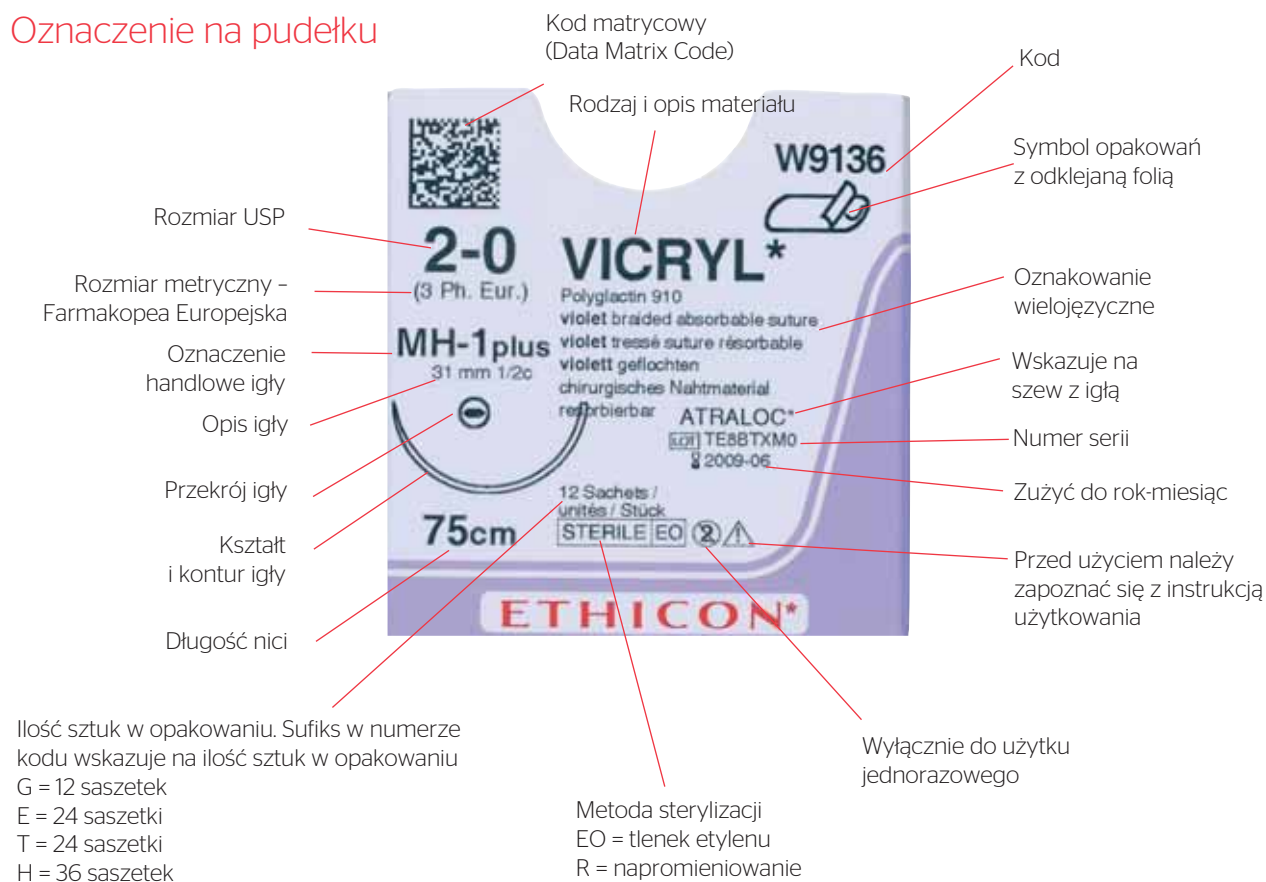 Oznaczenie na pudełku
Kod matrycowy
(Data Matrix Code)
Kod
Rodzaj i opis materiału
Symbol opakowań
z odklejaną folią
Rozmiar USP
Rozmiar metryczny –
Farmakopea Europejska
Oznaczenie
handlowe igły
Opis igły
Przekrój igły
Kształt
i kontur igły
Długość nici
W9136
2-0
(3 Ph. Eur.)
MH-1plus
31 mm 1/2c
75cm
VICRYL*
Polyglactin 910
violet braided absorbable suture
violet tressé suture résorbable
violett geflochten
chirurgisches Nahtmaterial
resorbierbar
ATRALOC*
LOT TE8BTXM0
2009-06
12 Sachets /
unités / Stück
STERILE EO 2
ETHICON*
Oznakowanie
wielojęzyczne
Wskazuje na
szew z igłą
Numer serii
Zużyć do rok-miesiąc
Przed użyciem należy
zapoznać się z instrukcją
użytkowania
Ilość sztuk w opakowaniu. Sufiks w numerze
kodu wskazuje na ilość sztuk w opakowaniu
G = 12 saszetek
E = 24 saszetki
T = 24 saszetki
H = 36 saszetek
Metoda sterylizacji
EO = tlenek etylenu
R = napromieniowanie
Wyłącznie do użytku
jednorazowego